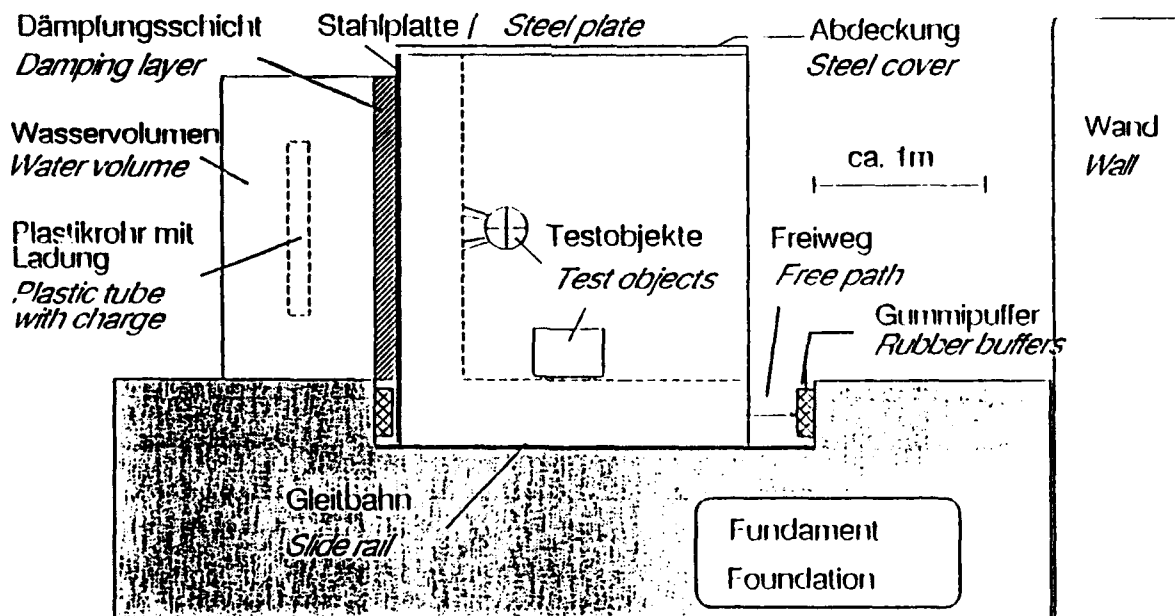 Dämpfungsschicht
Damping layer
Stahlplatte / Steel plate
Abdeckung
Steel cover
Wasservolumen
Water volume
Wand
Wall
ca. 1m
Plastikrohr mit
Ladung
Plastic tube
with charge
Testobjekte
Test objects
Freiweg
Free path
Gummipuffer
Rubber buffers
Gleitbahn
Slide rail
Fundament
Foundation